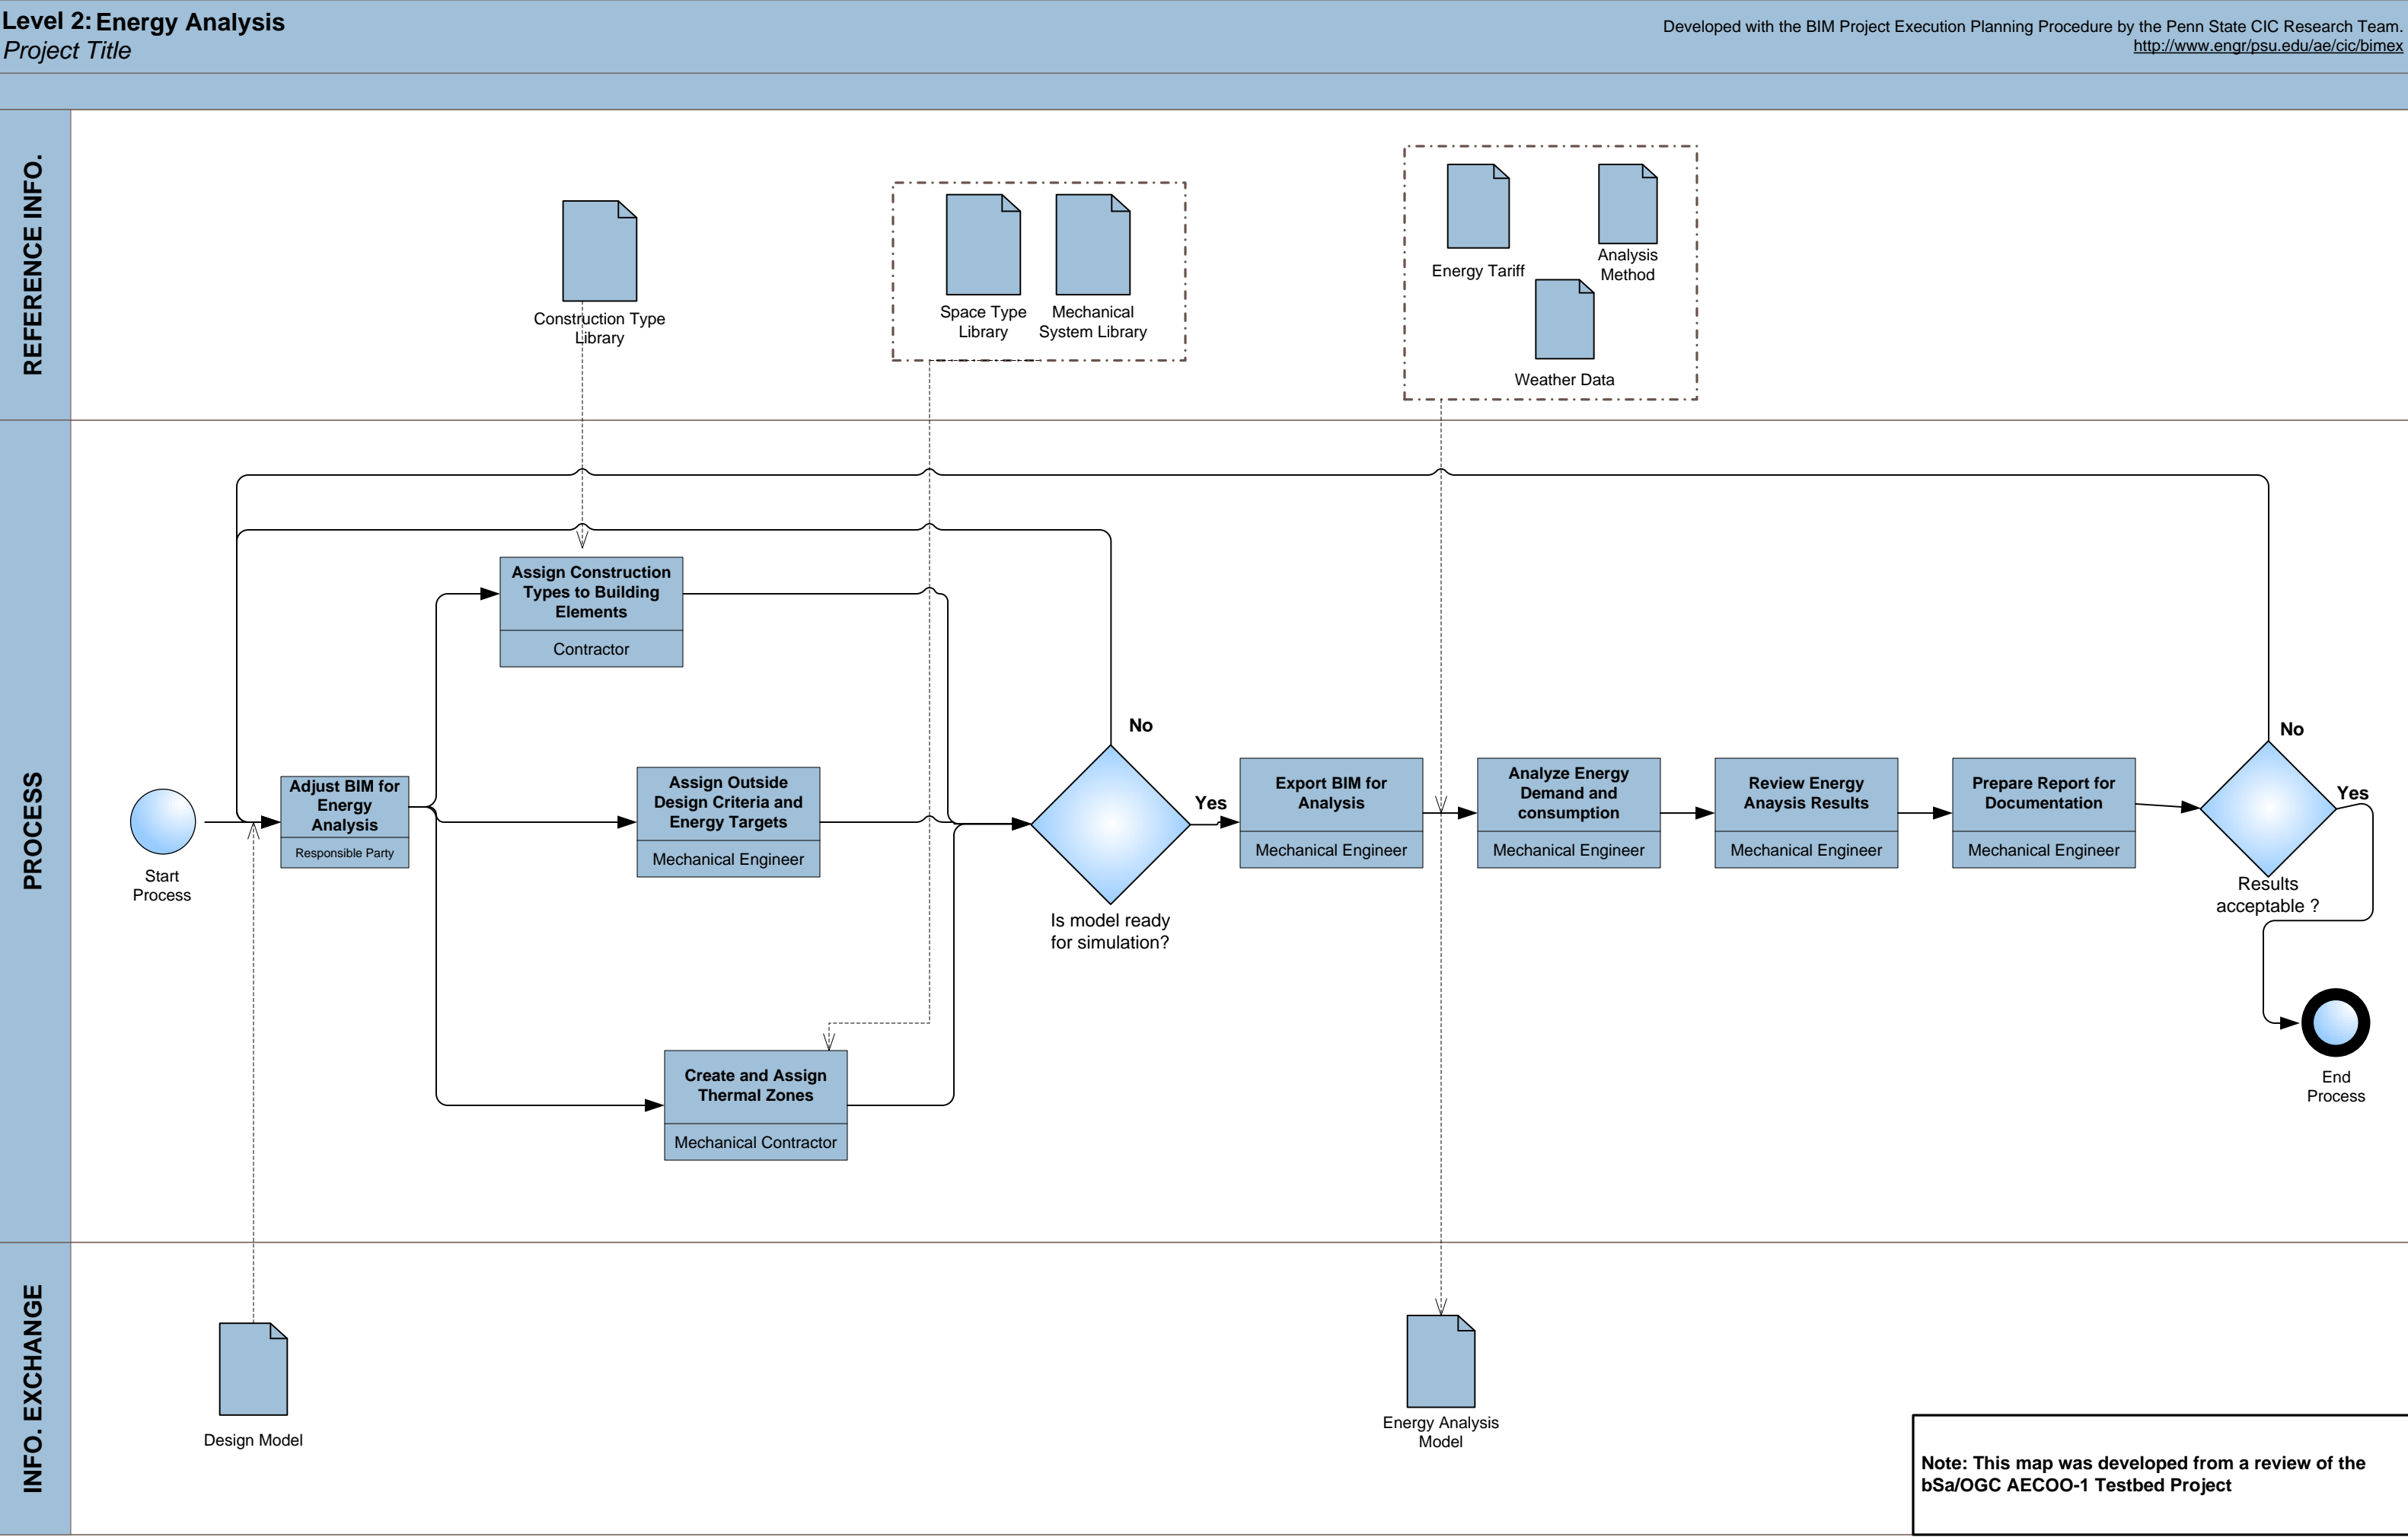 Level 2: Energy Analysis
Project Title
Developed with the BIM Project Execution Planning Procedure by the Penn State CIC Research Team.
http://www.engr/psu.edu/ae/cic/bimex
REFERENCE INFO.
Construction Type
Library
Space Type
Library
Mechanical
System Library
Energy Tariff
Analysis
Method
Weather Data
PROCESS
Start
Process
Adjust BIM for
Energy
Analysis
Responsible Party
Assign Construction
Types to Building
Elements
Contractor
Assign Outside
Design Criteria and
Energy Targets
Mechanical Engineer
Create and Assign
Thermal Zones
Mechanical Contractor
No
Yes
Is model ready
for simulation?
Export BIM for
Analysis
Mechanical Engineer
Analyze Energy
Demand and
consumption
Mechanical Engineer
Review Energy
Anaysis Results
Mechanical Engineer
Prepare Report for
Documentation
Mechanical Engineer
No
Yes
Results
acceptable ?
End
Process
INFO. EXCHANGE
Design Model
Energy Analysis
Model
Note: This map was developed from a review of the
bSa/OGC AECOO-1 Testbed Project